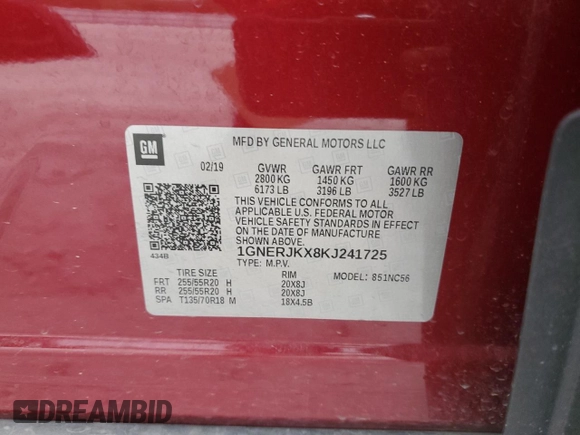 GM
MFD BY GENERAL MOTORS LLC
02/19 GVWR GAWR FRT GAWR RR
2800 KG 1450 KG 1600 KG
6173 LB 3196 LB 3527 LB
THIS VEHICLE CONFORMS TO ALL
APPLICABLE U.S. FEDERAL MOTOR
VEHICLE SAFETY STANDARDS IN EFFECT
ON THE DATE OF MANUFACTURE
SHOWN ABOVE.
434B
1GNERJKX8KJ241725
TYPE: M.P.V. MODEL: 851NC56
TIRE SIZE RIM
FRT 255/55R20 H 20X8J
RR 255/55R20 H 20X8J
SPA T135/70R18 M 18X4.5B
DREAMBID